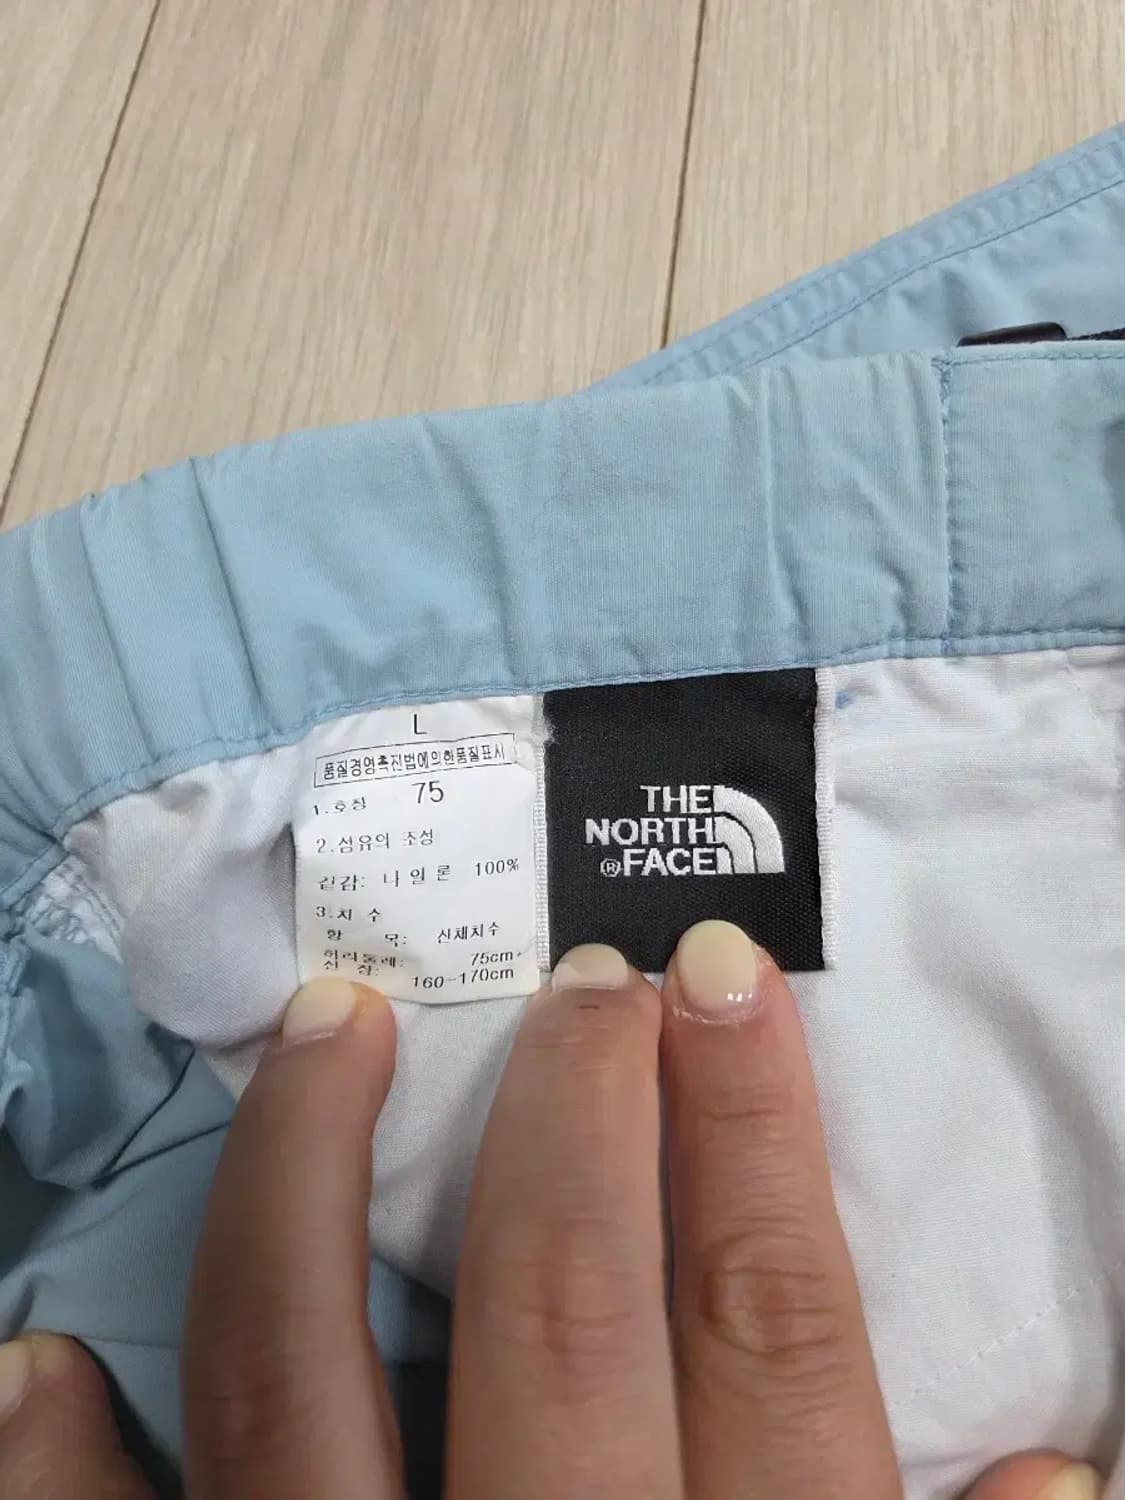 L
품질경영촉진법에의한품질표시
1.호칭 75
2.섬유의 조성
겉감: 나일론 100%
3.치 수
항 목: 신체치수
허리둘레: 75cm
신 장: 160-170cm
THE
NORTH
®FACE